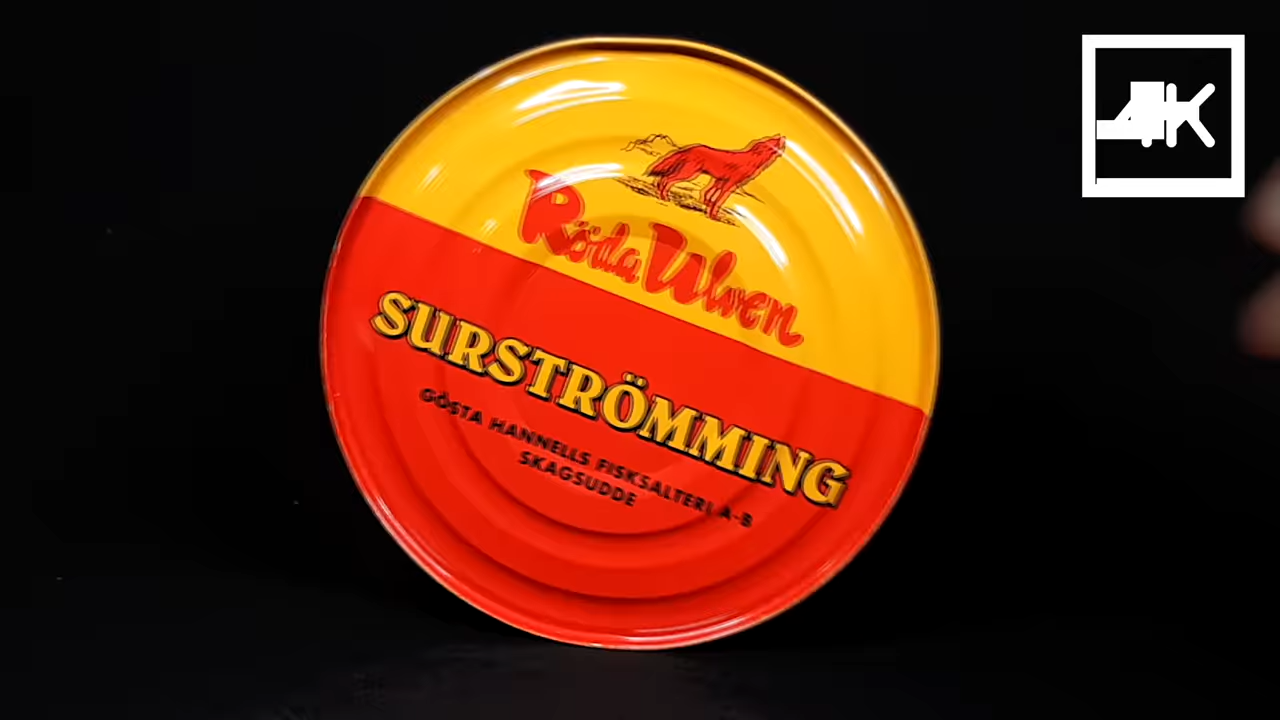 4K
Röda Ulven
SURSTRÖMMING
GÖSTA HANNELLS FISKSALTERI A-B
SKAGSUDDE